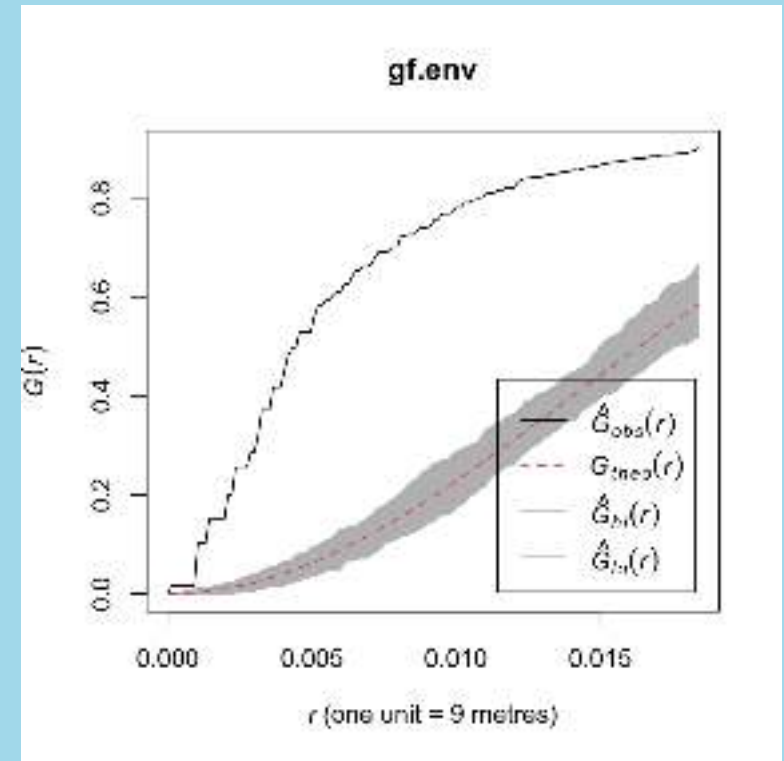 gf.env
G(r)
0.0
0.2
0.4
0.6
0.8
Ĝobs(r)
Gtheo(r)
Ĝhi(r)
Ĝlo(r)
0.000 0.005 0.010 0.015
r (one unit = 9 metres)